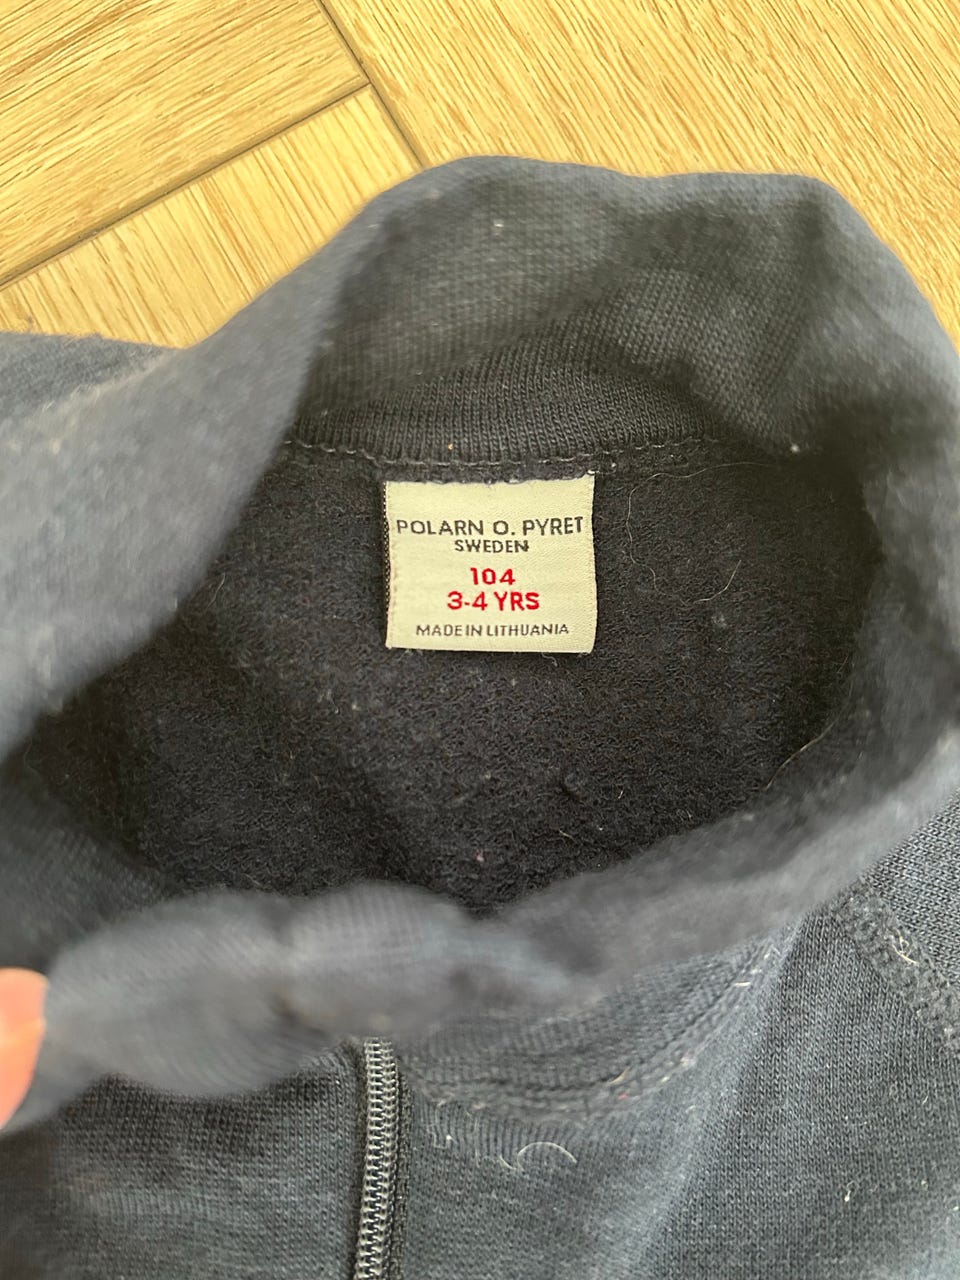 POLARN O. PYRET
SWEDEN
104
3-4 YRS
MADE IN LITHUANIA